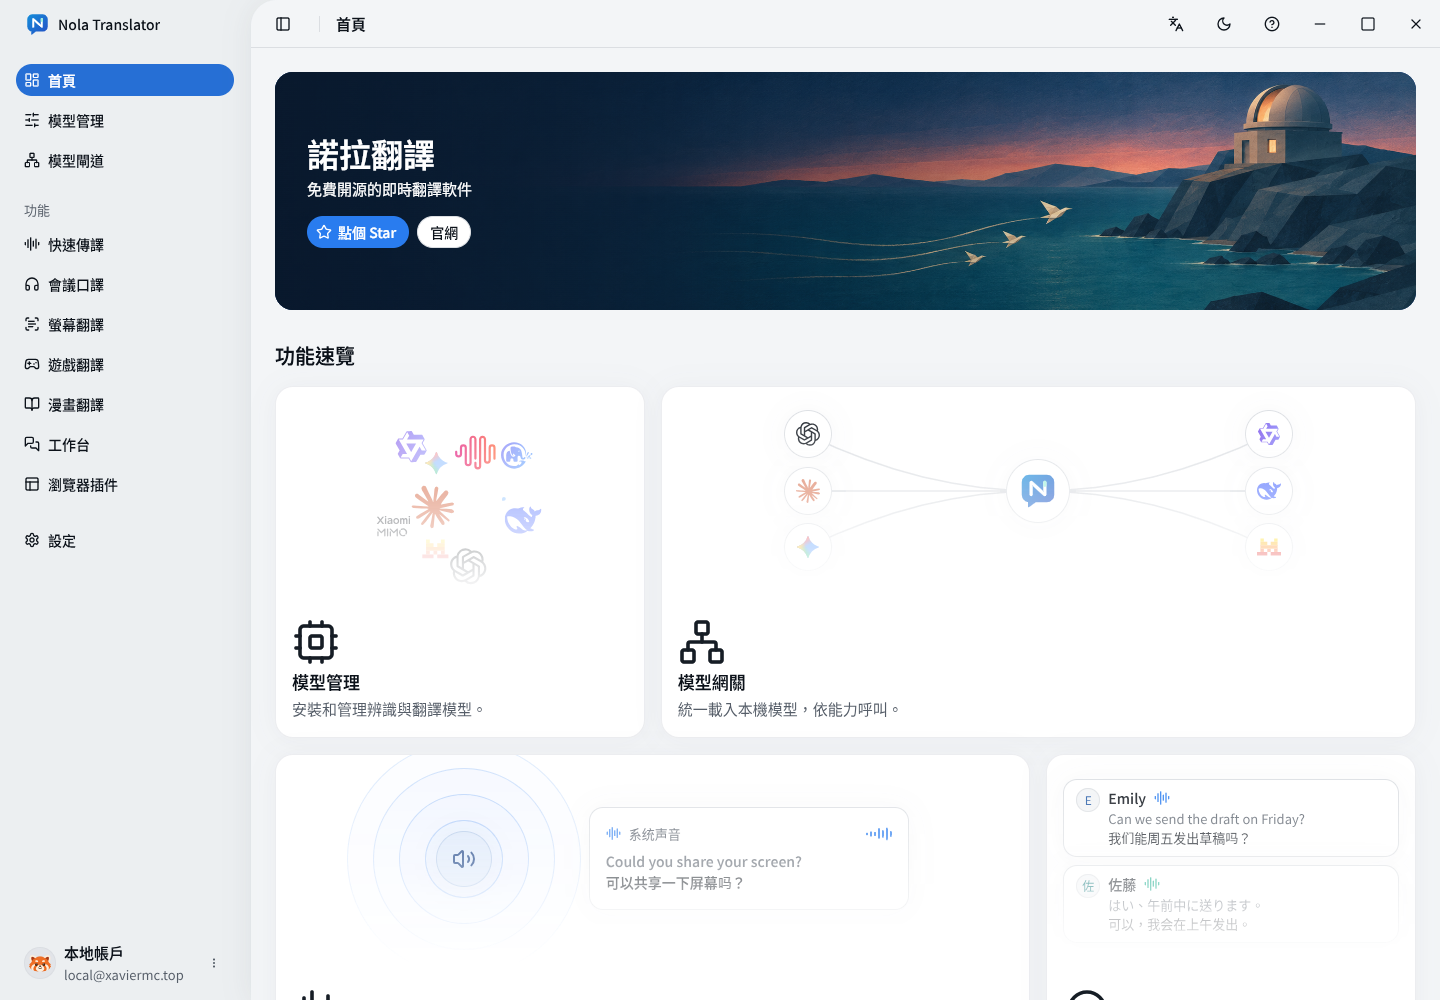 Nola Translator
首頁
模型管理
模型閘道
功能
快速傳譯
會議口譯
螢幕翻譯
遊戲翻譯
漫畫翻譯
工作台
瀏覽器插件
設定
本地帳戶
local@xaviermc.top
首頁
諾拉翻譯
免費開源的即時翻譯軟件
點個 Star
官網
功能速覽
Xiaomi
MIMO
模型管理
安裝和管理辨識與翻譯模型。
模型網關
統一載入本機模型，依能力呼叫。
系统声音
Could you share your screen?
可以共享一下屏幕吗？
E
Emily
Can we send the draft on Friday?
我们能周五发出草稿吗？
佐
佐藤
はい、午前中に送ります。
可以，我会在上午发出。